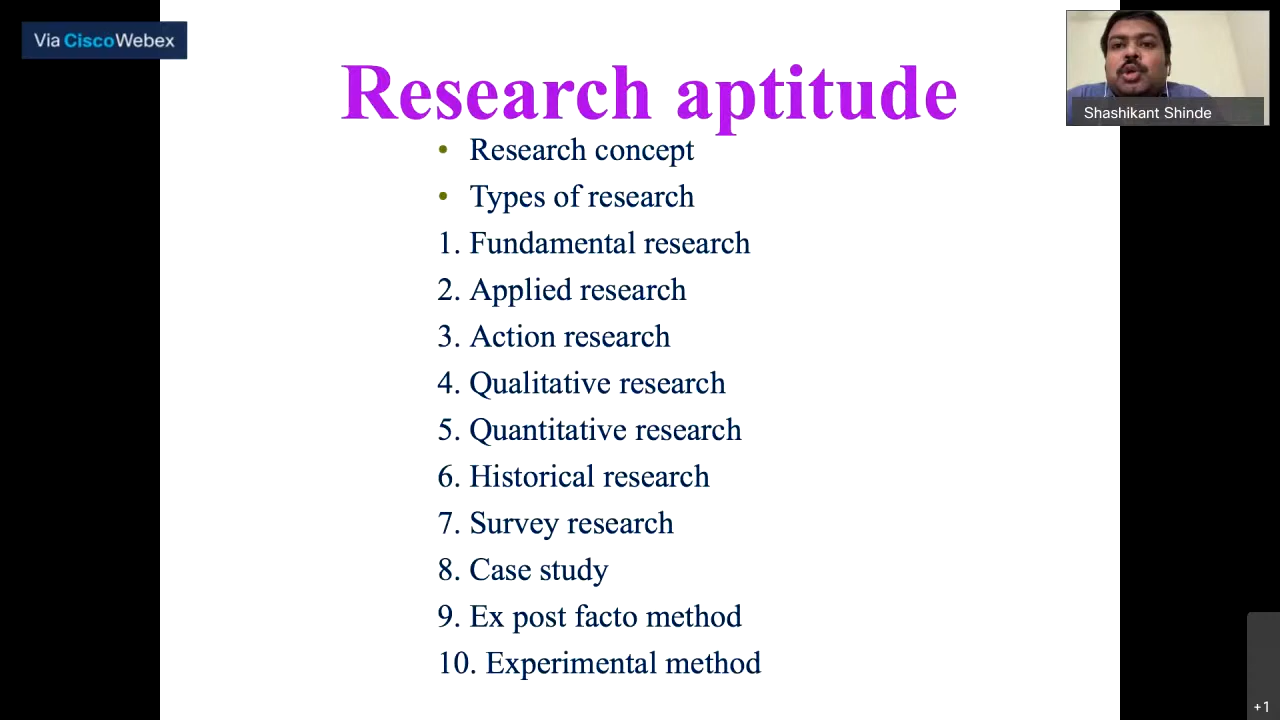 Via CiscoWebex
Shashikant Shinde
Research aptitude
• Research concept
• Types of research
1. Fundamental research
2. Applied research
3. Action research
4. Qualitative research
5. Quantitative research
6. Historical research
7. Survey research
8. Case study
9. Ex post facto method
10. Experimental method
+1